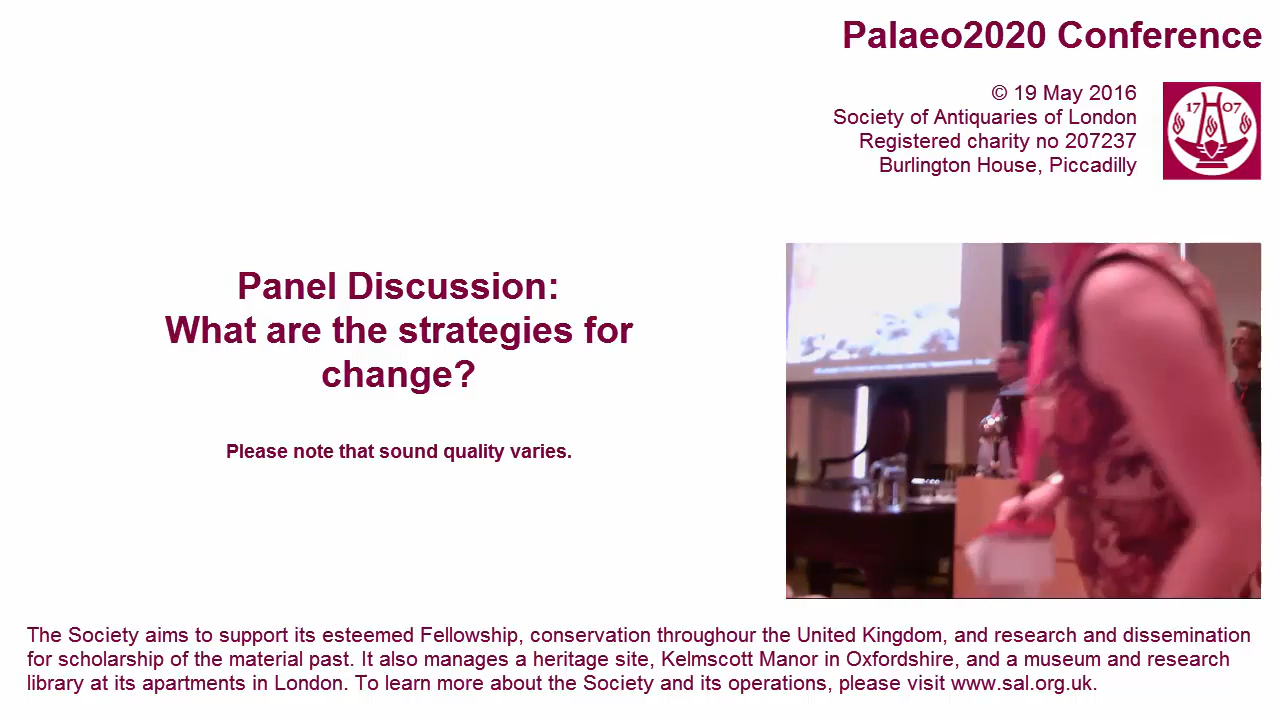 Palaeo2020 Conference
© 19 May 2016
Society of Antiquaries of London
Registered charity no 207237
Burlington House, Piccadilly
17 07
Panel Discussion:
What are the strategies for
change?
Please note that sound quality varies.
The Society aims to support its esteemed Fellowship, conservation throughour the United Kingdom, and research and dissemination
for scholarship of the material past. It also manages a heritage site, Kelmscott Manor in Oxfordshire, and a museum and research
library at its apartments in London. To learn more about the Society and its operations, please visit www.sal.org.uk.